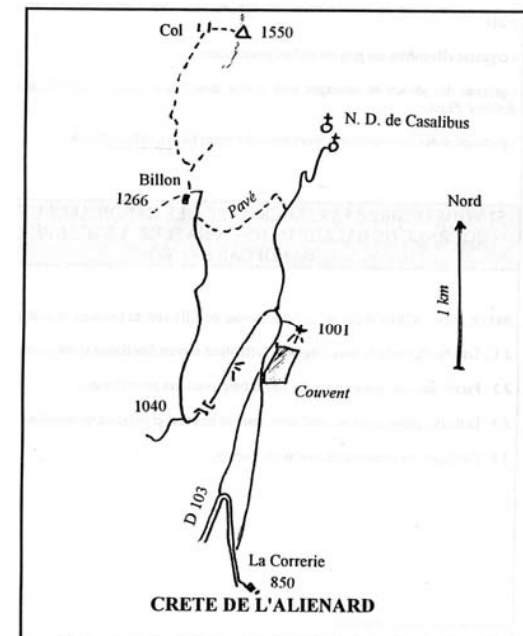 Col
1550
N. D. de Casalibus
Billon
1266
Pavé
Nord
1 km
1001
Couvent
1040
D 103
La Correrie
850
CRETE DE L'ALIENARD